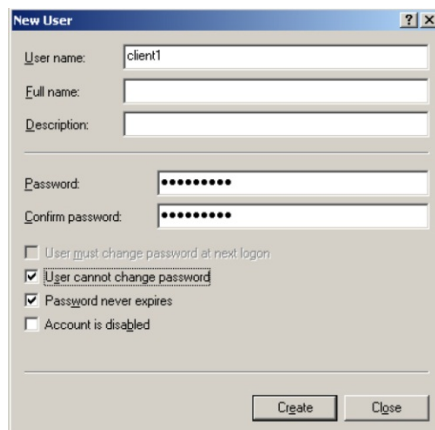 New User
User name: client1
Full name:
Description:
Password: •••••••••
Confirm password: •••••••••
User must change password at next logon
User cannot change password
Password never expires
Account is disabled
Create Close